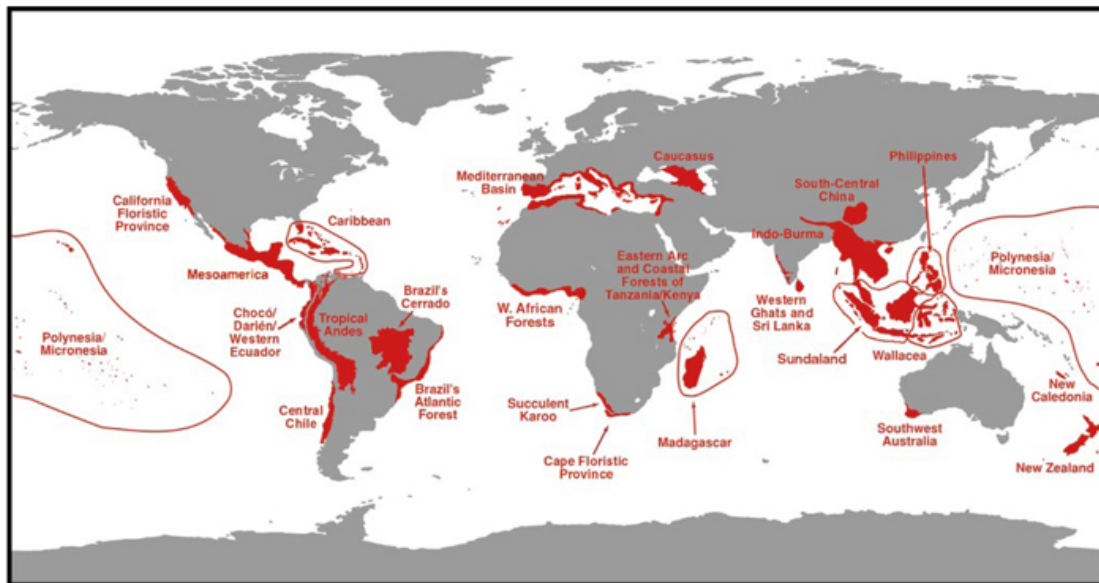 Caucasus
Philippines
Mediterranean
Basin
South-Central
China
California
Floristic
Province
Caribbean
Indo-Burma
Mesoamerica
Eastern Arc
and Coastal
Forests of
Tanzania/Kenya
Polynesia/
Micronesia
Brazil's
Cerrado
W. African
Forests
Western
Ghats and
Sri Lanka
Chocó/
Darién/
Western
Ecuador
Tropical
Andes
Polynesia/
Micronesia
Sundaland
Wallacea
Brazil's
Atlantic
Forest
New
Caledonia
Central
Chile
Succulent
Karoo
Madagascar
Southwest
Australia
Cape Floristic
Province
New Zealand